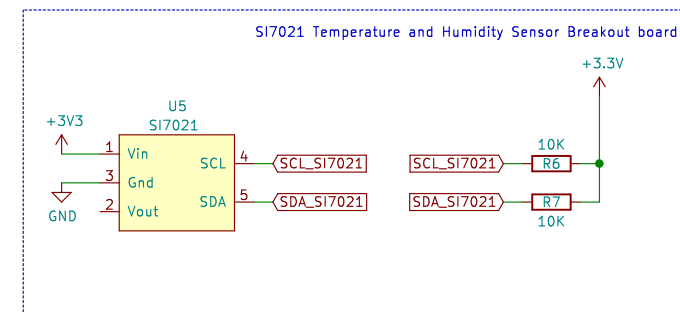 SI7021 Temperature and Humidity Sensor Breakout board
+3.3V
U5
SI7021
+3V3
10K
1 Vin
SCL 4
SCL_SI7021
SCL_SI7021
R6
3 Gnd
SDA 5
SDA_SI7021
SDA_SI7021
R7
2 Vout
GND
10K